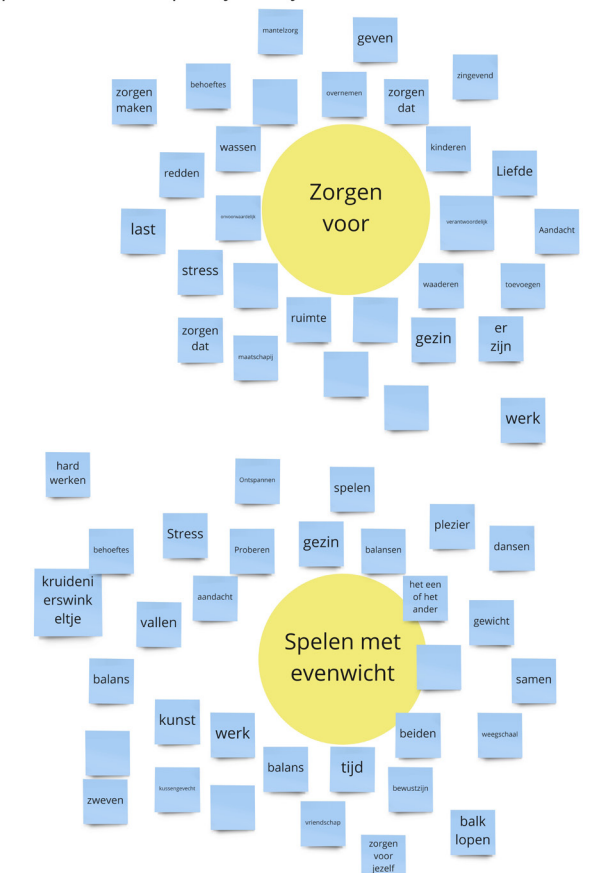 mantelzorg
geven
zingevend
behoeftes
zorgen
maken
overnemen
zorgen
dat
wassen
kinderen
redden
Liefde
Zorgen
voor
onvoorwaardelijk
verantwoordelijk
last
Aandacht
stress
waaderen
toevoegen
ruimte
zorgen
dat
gezin
er
zijn
maatschapij
werk
hard
werken
Ontspannen
spelen
plezier
Stress
gezin
behoeftes
Proberen
balansen
dansen
kruideni
erswink
eltje
aandacht
het een
of het
ander
vallen
gewicht
Spelen met
evenwicht
balans
samen
kunst
werk
beiden
weegschaal
balans
tijd
zweven
kussengevecht
bewustzijn
vriendschap
balk
lopen
zorgen
voor
jezelf